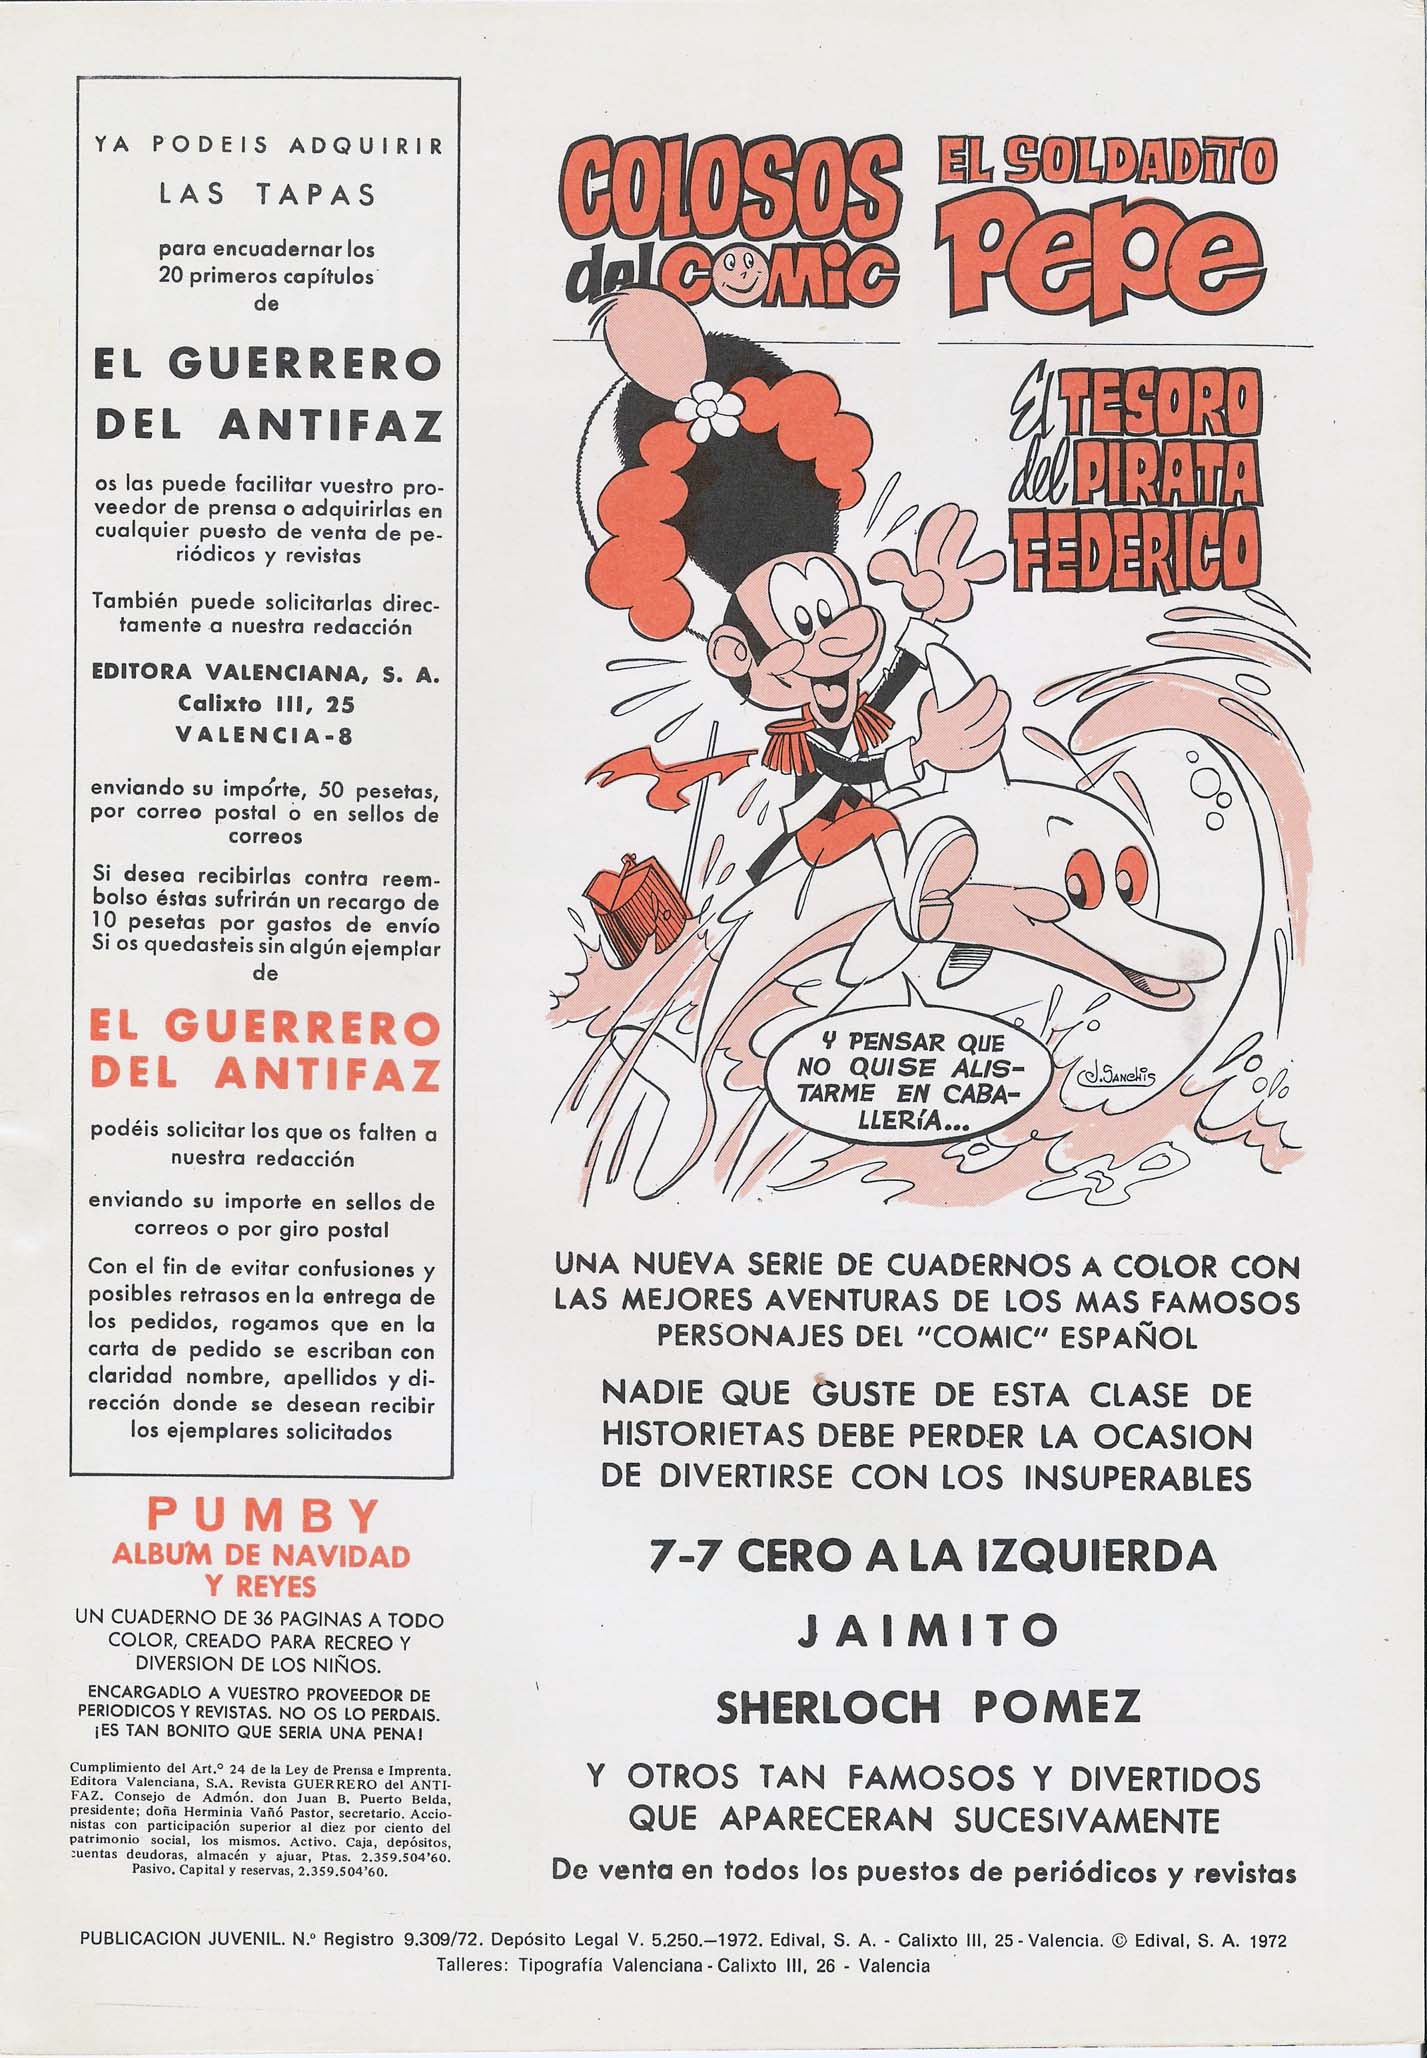 YA PODEIS ADQUIRIR
LAS TAPAS
para encuadernar los
20 primeros capítulos
de
EL GUERRERO
DEL ANTIFAZ
os las puede facilitar vuestro pro-
veedor de prensa o adquirirlas en
cualquier puesto de venta de pe-
riódicos y revistas
También puede solicitarlas direc-
tamente a nuestra redacción
EDITORA VALENCIANA, S. A.
Calixto III, 25
VALENCIA-8
enviando su importe, 50 pesetas,
por correo postal o en sellos de
correos
Si desea recibirlas contra reem-
bolso éstas sufrirán un recargo de
10 pesetas por gastos de envío
Si os quedasteis sin algún ejemplar
de
EL GUERRERO
DEL ANTIFAZ
podéis solicitar los que os falten a
nuestra redacción
enviando su importe en sellos de
correos o por giro postal
Con el fin de evitar confusiones y
posibles retrasos en la entrega de
los pedidos, rogamos que en la
carta de pedido se escriban con
claridad nombre, apellidos y di-
rección donde se desean recibir
los ejemplares solicitados
PUMBY
ALBUM DE NAVIDAD
Y REYES
UN CUADERNO DE 36 PAGINAS A TODO
COLOR, CREADO PARA RECREO Y
DIVERSION DE LOS NIÑOS.
ENCARGADLO A VUESTRO PROVEEDOR DE
PERIODICOS Y REVISTAS. NO OS LO PERDAIS.
¡ES TAN BONITO QUE SERIA UNA PENA!
Cumplimiento del Art.º 24 de la Ley de Prensa e Imprenta.
Editora Valenciana, S.A. Revista GUERRERO del ANTI-
FAZ. Consejo de Admón. don Juan B. Puerto Belda,
presidente; doña Herminia Vañó Pastor, secretario. Accio-
nistas con participación superior al diez por ciento del
patrimonio social, los mismos. Activo. Caja, depósitos,
cuentas deudoras, almacén y ajuar, Ptas. 2.359.504'60.
Pasivo. Capital y reservas, 2.359.504'60.
COLOSOS
del COMiC
EL SOLDADiTO
PePe
El TESORO
del PIRATA
FEDERICO
Y PENSAR QUE
NO QUISE ALIS-
TARME EN CABA-
LLERíA...
J. SANCHIS
UNA NUEVA SERIE DE CUADERNOS A COLOR CON
LAS MEJORES AVENTURAS DE LOS MAS FAMOSOS
PERSONAJES DEL "COMIC" ESPAÑOL
NADIE QUE GUSTE DE ESTA CLASE DE
HISTORIETAS DEBE PERDER LA OCASION
DE DIVERTIRSE CON LOS INSUPERABLES
7-7 CERO A LA IZQUIERDA
JAIMITO
SHERLOCH POMEZ
Y OTROS TAN FAMOSOS Y DIVERTIDOS
QUE APARECERAN SUCESIVAMENTE
De venta en todos los puestos de periódicos y revistas
PUBLICACION JUVENIL. N.º Registro 9.309/72. Depósito Legal V. 5.250.—1972. Edival, S. A. - Calixto III, 25 - Valencia. © Edival, S. A. 1972
Talleres: Tipografía Valenciana - Calixto III, 26 - Valencia